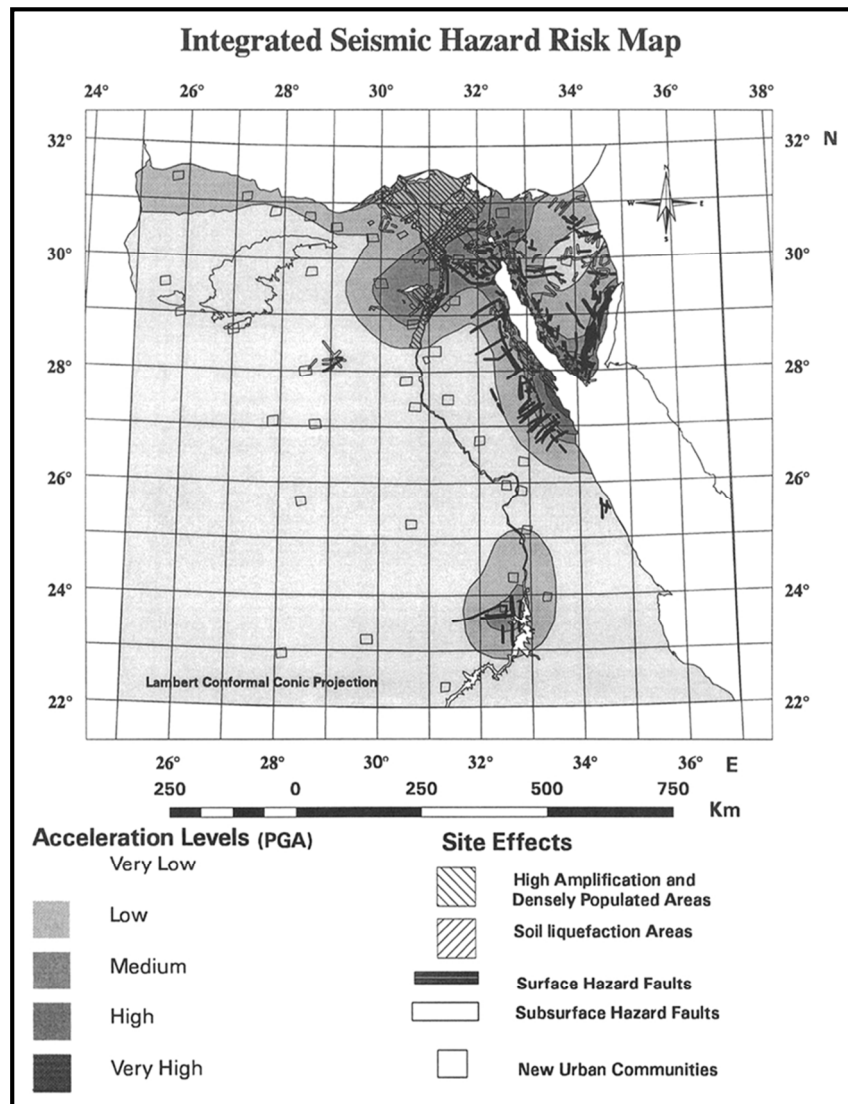 Integrated Seismic Hazard Risk Map
24° 26° 28° 30° 32° 34° 36° 38°
32° 32° N
N
W E
S
30° 30°
28° 28°
26° 26°
24° 24°
Lambert Conformal Conic Projection
22° 22°
26° 28° 30° 32° 34° 36° E
250 0 250 500 750
Km
Acceleration Levels (PGA)
Very Low
Low
Medium
High
Very High
Site Effects
High Amplification and
Densely Populated Areas
Soil liquefaction Areas
Surface Hazard Faults
Subsurface Hazard Faults
New Urban Communities